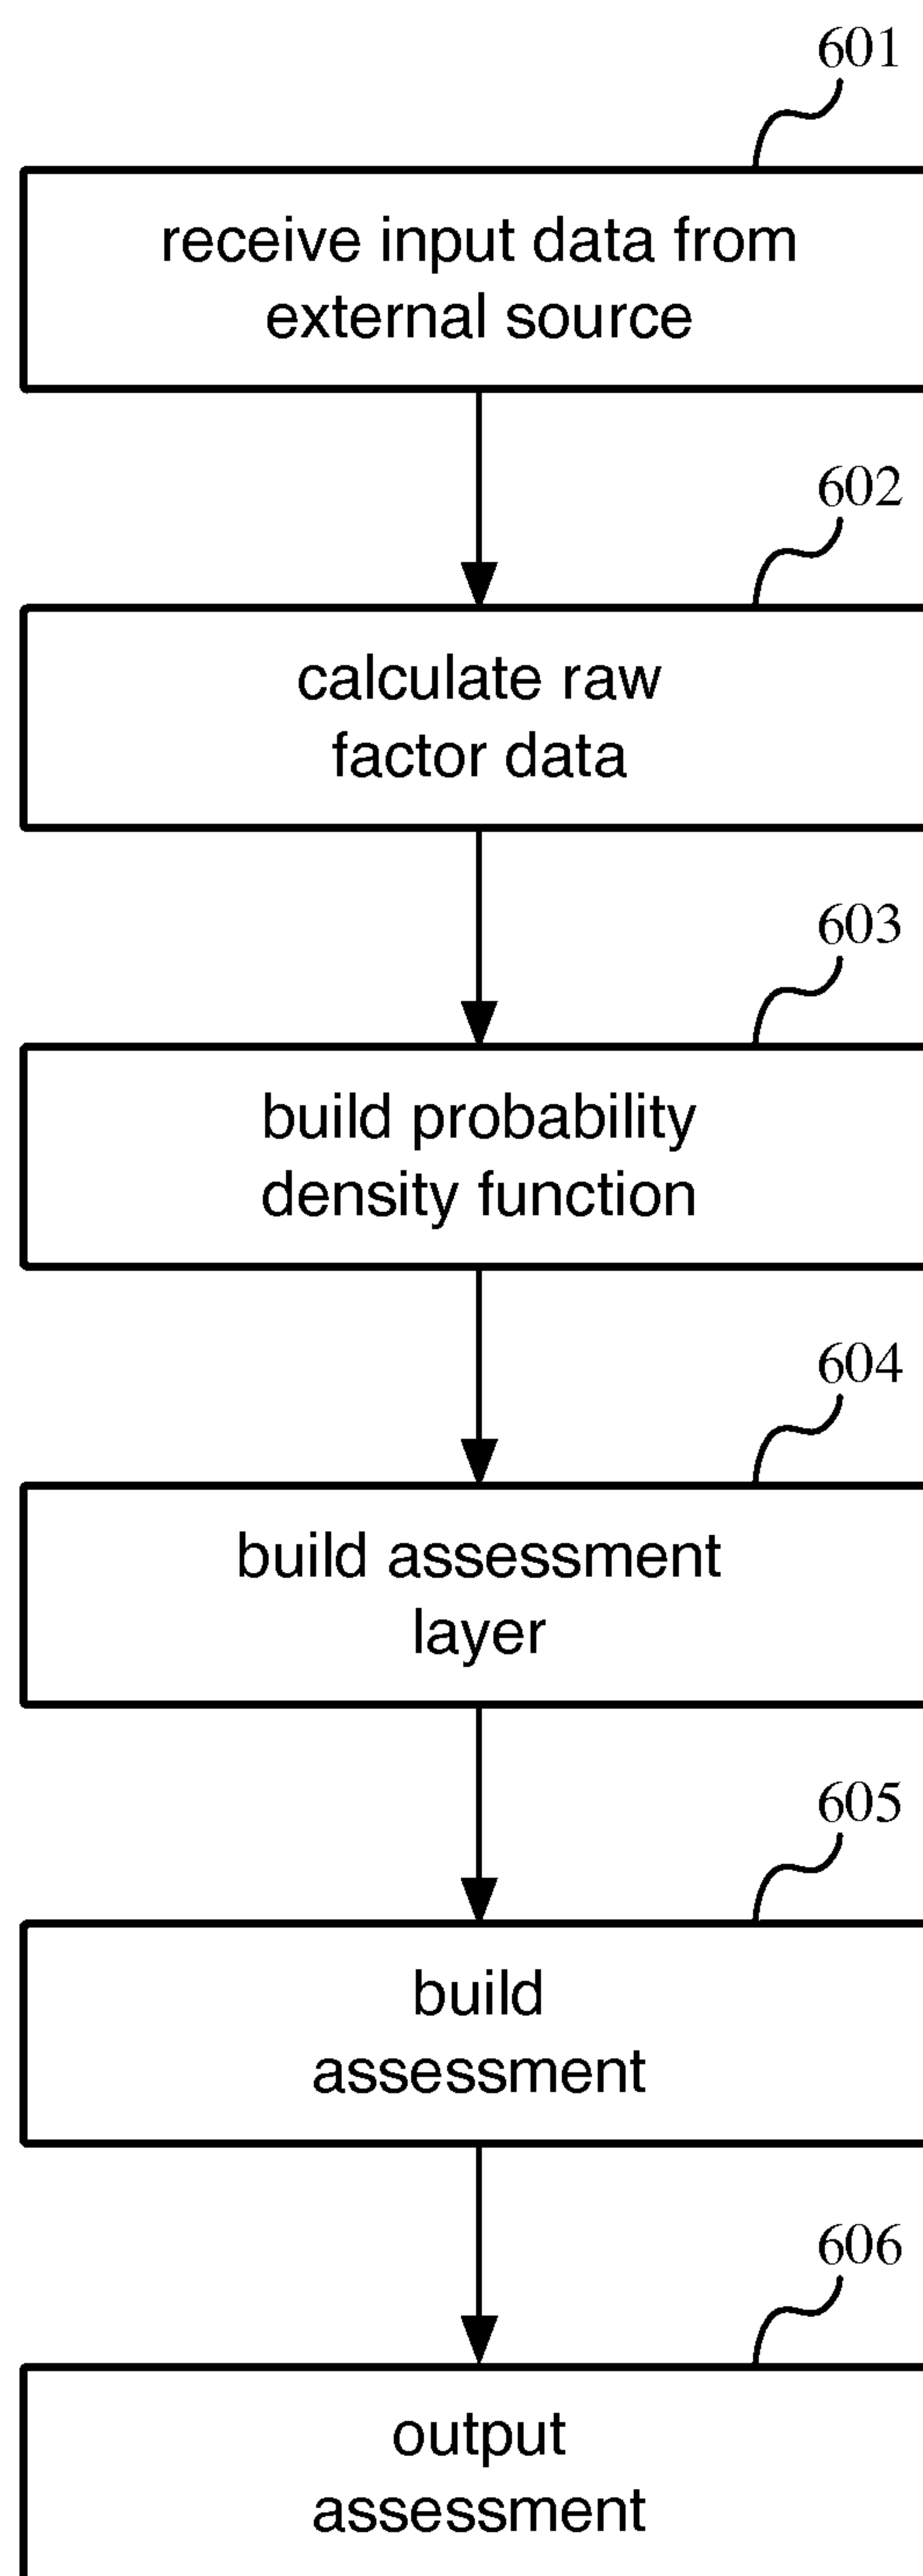 601
receive input data from
external source
602
calculate raw
factor data
603
build probability
density function
604
build assessment
layer
605
build
assessment
606
output
assessment